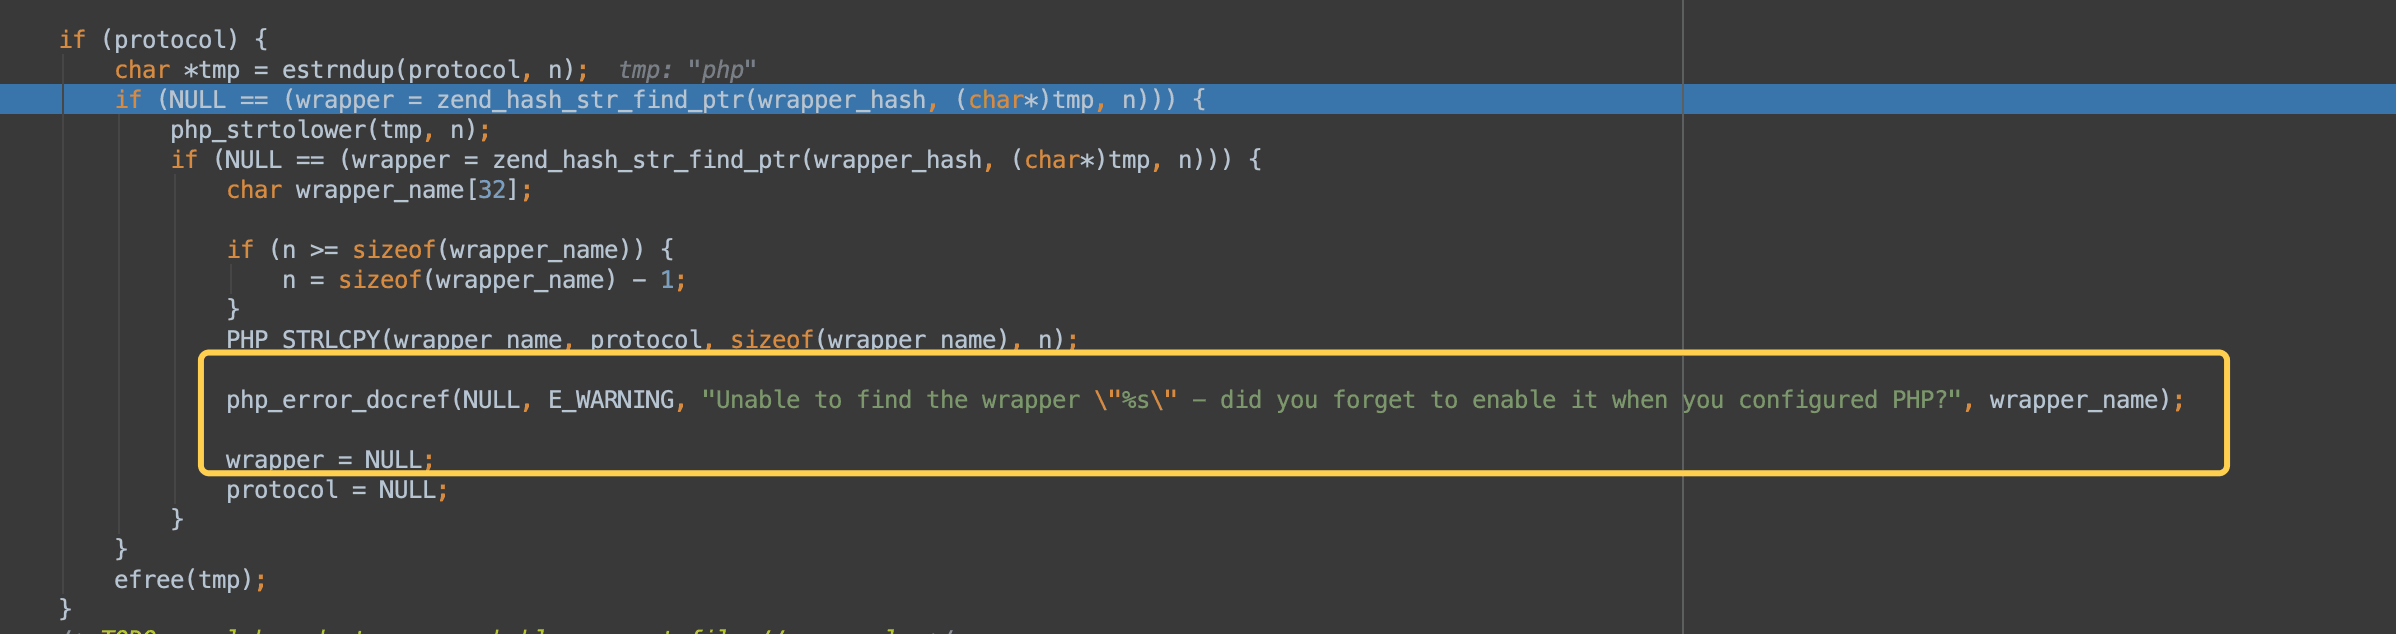 if (protocol) {
char *tmp = estrndup(protocol, n);  tmp: "php"
if (NULL == (wrapper = zend_hash_str_find_ptr(wrapper_hash, (char*)tmp, n))) {
php_strtolower(tmp, n);
if (NULL == (wrapper = zend_hash_str_find_ptr(wrapper_hash, (char*)tmp, n))) {
char wrapper_name[32];
if (n >= sizeof(wrapper_name)) {
n = sizeof(wrapper_name) - 1;
}
PHP_STRLCPY(wrapper_name, protocol, sizeof(wrapper_name), n);
php_error_docref(NULL, E_WARNING, "Unable to find the wrapper \"%s\" - did you forget to enable it when you configured PHP?", wrapper_name);
wrapper = NULL;
protocol = NULL;
}
}
efree(tmp);
}